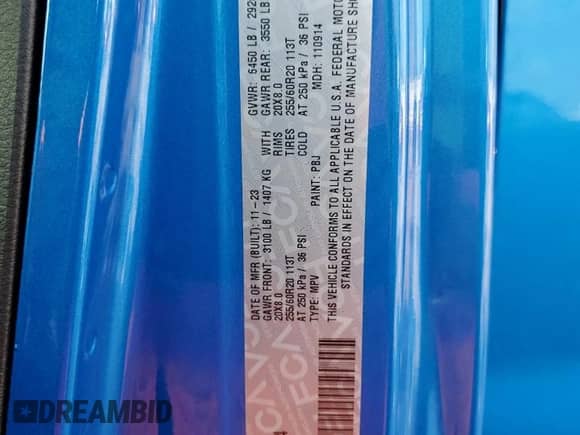 DATE OF MFR (BUILT): 11-23 GVWR: 6450 LB /
GAWR FRONT: 3100 LB / 1407 KG WITH GAWR REAR: 3550 LB
20X8.0 RIMS 20X8.0
255/60R20 113T TIRES 255/60R20 113T
AT 250 kPa / 36 PSI COLD AT 250 kPa / 36 PSI
TYPE: MPV PAINT: PBJ MDH: 110914
THIS VEHICLE CONFORMS TO ALL APPLICABLE U.S.A. FEDERAL MOTOR
STANDARDS IN EFFECT ON THE DATE OF MANUFACTURE SH
DREAMBID